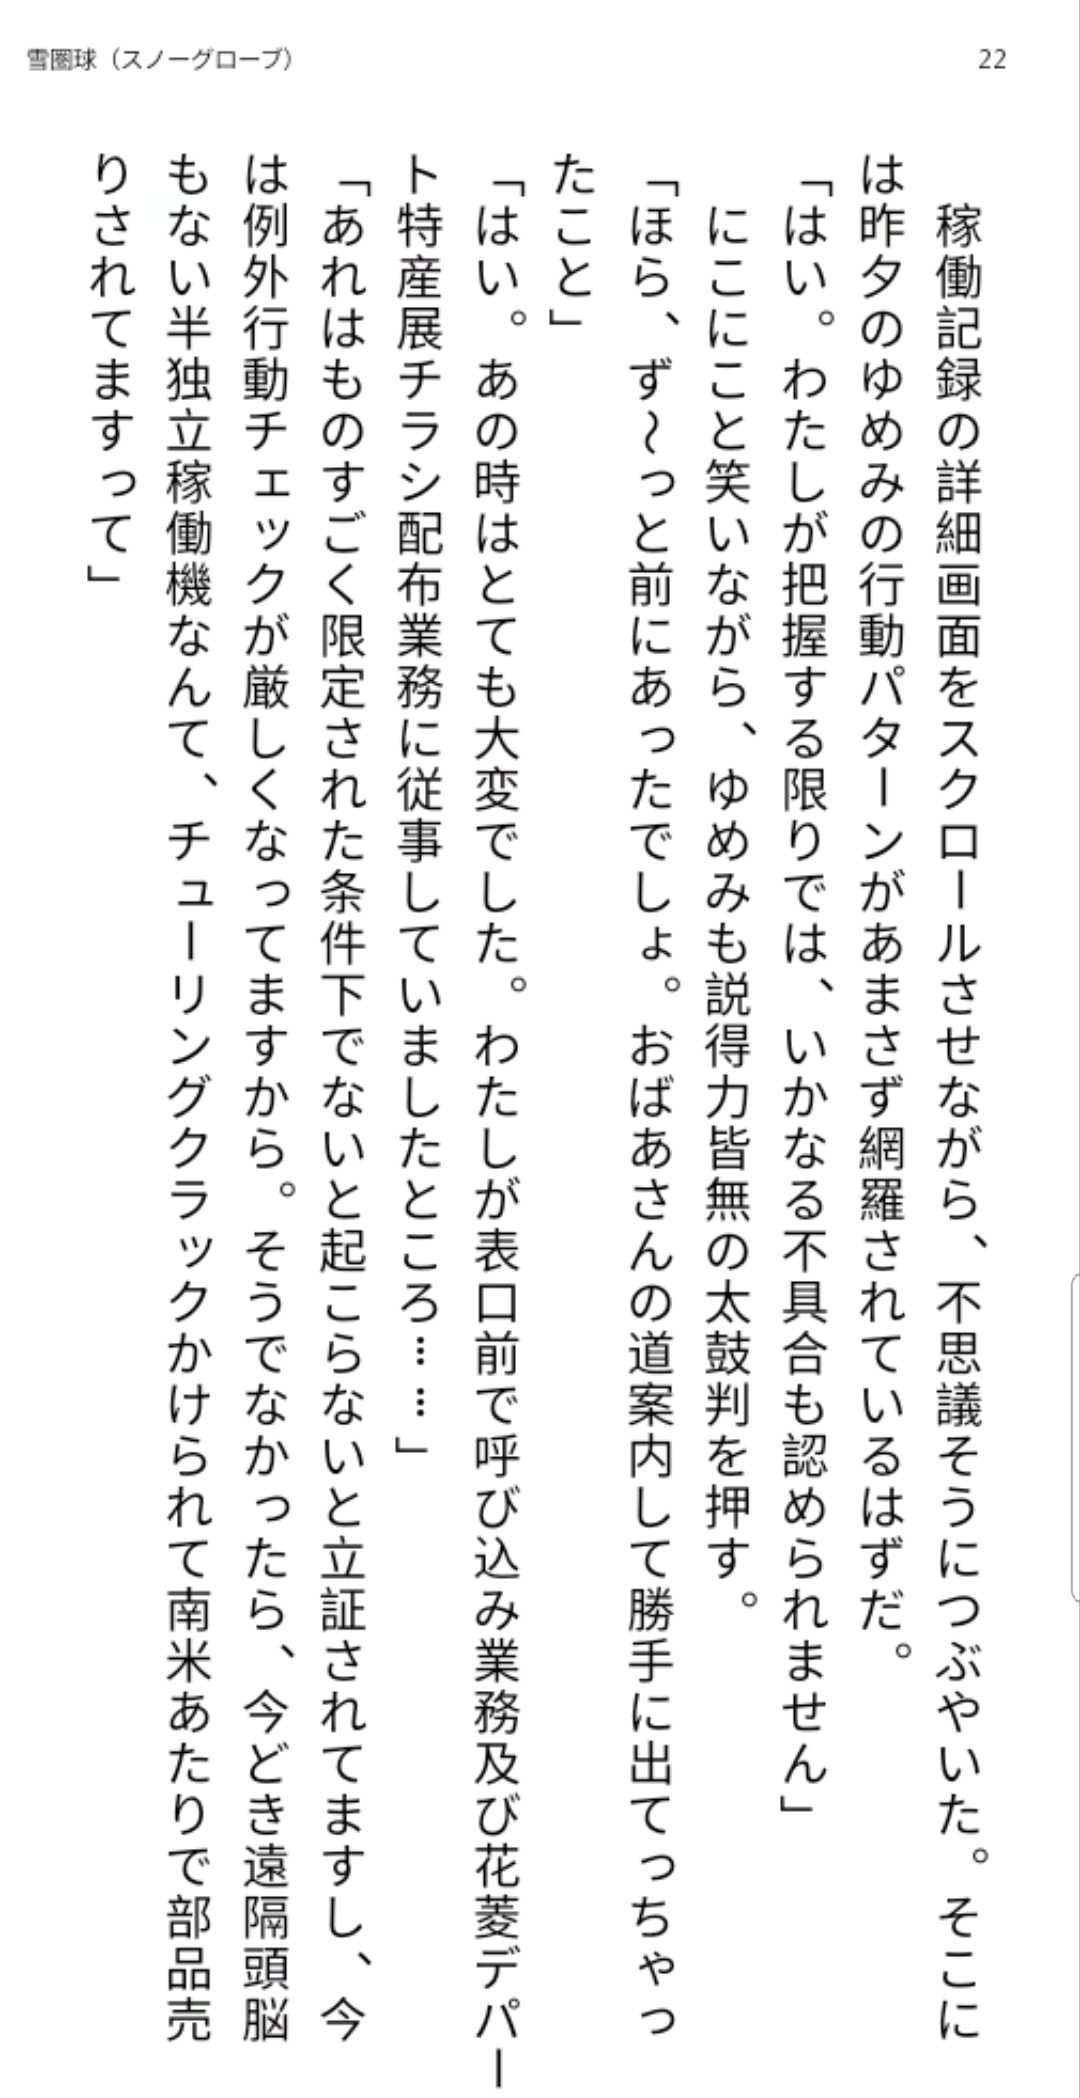 雪圏球（スノーグローブ）
22
稼働記録の詳細画面をスクロールさせながら、不思議そうにつぶやいた。そこに
は昨夕のゆめみの行動パターンがあまさず網羅されているはずだ。
「はい。わたしが把握する限りでは、いかなる不具合も認められません」
にこにこと笑いながら、ゆめみも説得力皆無の太鼓判を押す。
「ほら、ず〜っと前にあったでしょ。おばあさんの道案内して勝手に出てっちゃっ
たこと」
「はい。あの時はとても大変でした。わたしが表口前で呼び込み業務及び花菱デパー
ト特産展チラシ配布業務に従事していましたところ……」
「あれはものすごく限定された条件下でないと起こらないと立証されてますし、今
は例外行動チェックが厳しくなってますから。そうでなかったら、今どき遠隔頭脳
もない半独立稼働機なんて、チューリングクラックかけられて南米あたりで部品売
りされてますって」